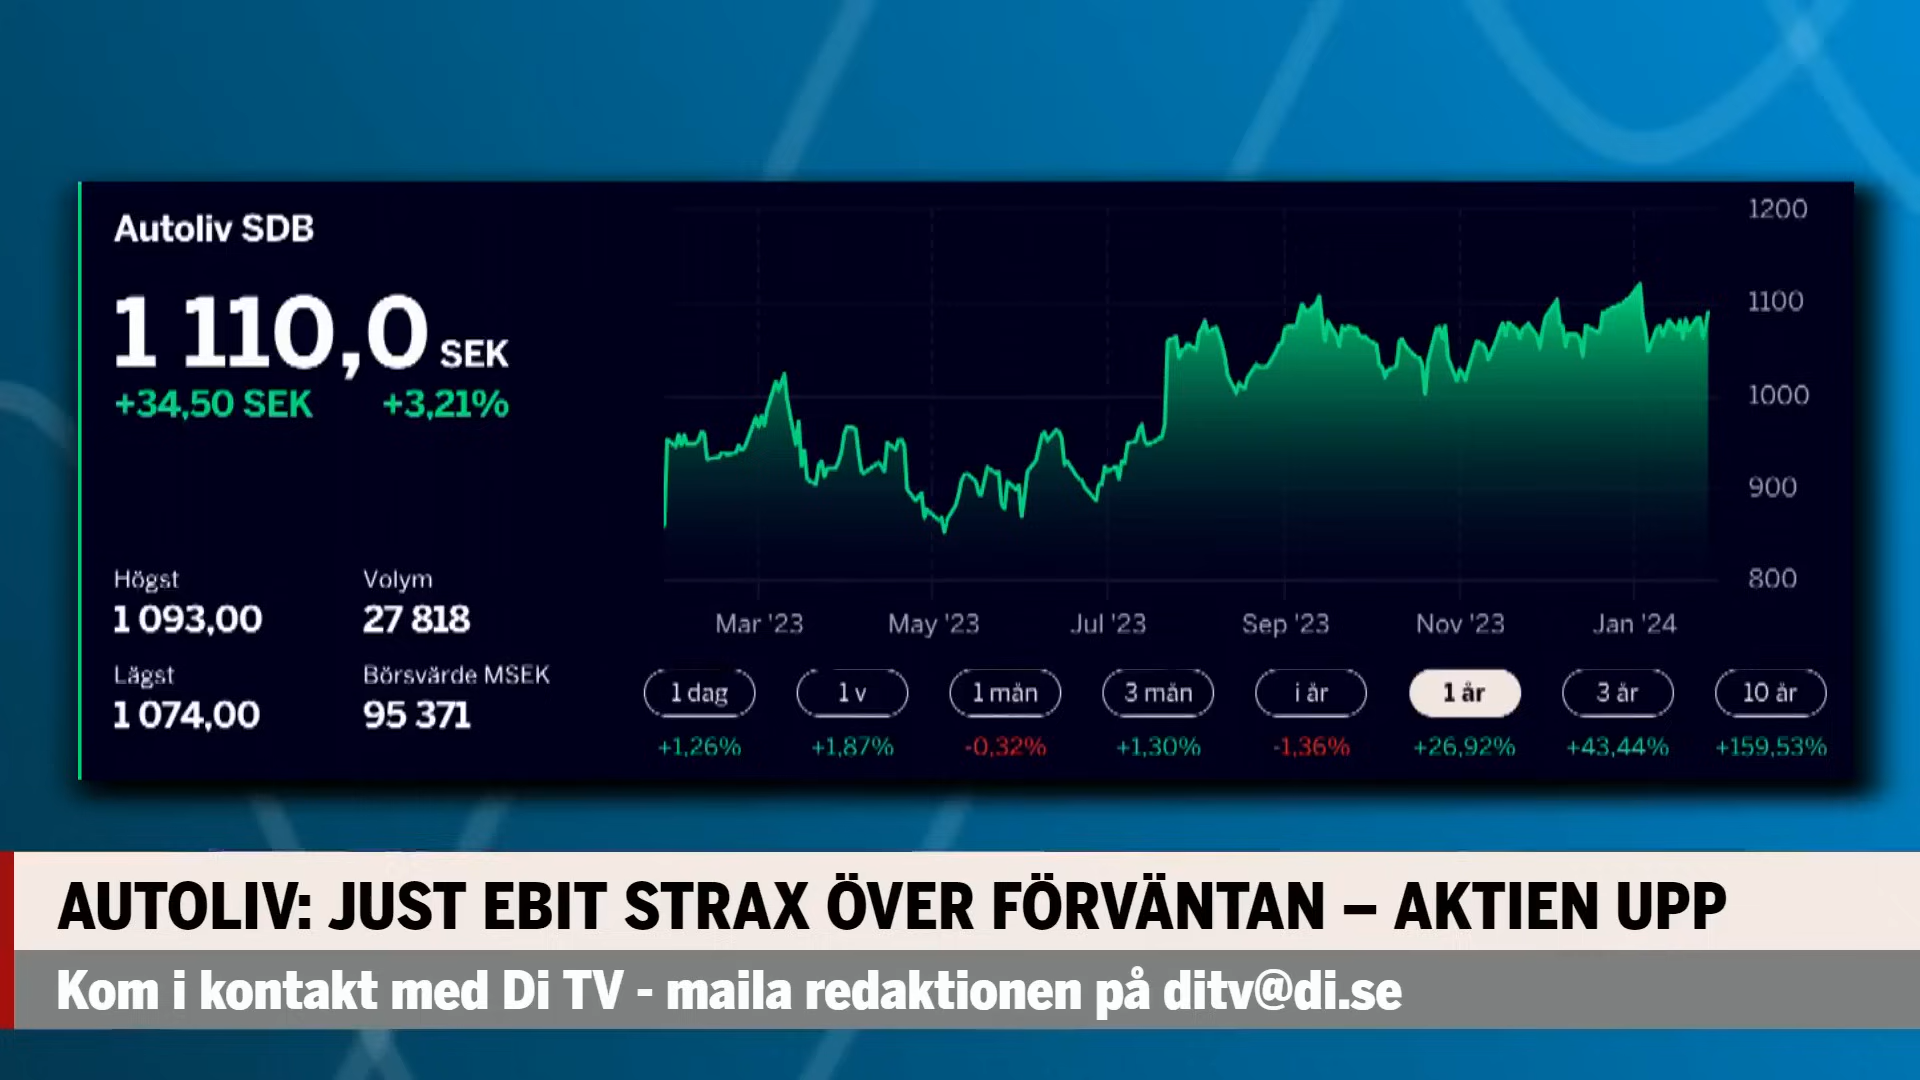 Autoliv SDB
1 110,0 SEK
+34,50 SEK +3,21%
Högst Volym
1 093,00 27 818
Lägst Börsvärde MSEK
1 074,00 95 371
1200
1100
1000
900
800
Mar '23 May '23 Jul '23 Sep '23 Nov '23 Jan '24
1 dag 1 v 1 mån 3 mån i år 1 år 3 år 10 år
+1,26% +1,87% -0,32% +1,30% -1,36% +26,92% +43,44% +159,53%
AUTOLIV: JUST EBIT STRAX ÖVER FÖRVÄNTAN – AKTIEN UPP
Kom i kontakt med Di TV - maila redaktionen på ditv@di.se